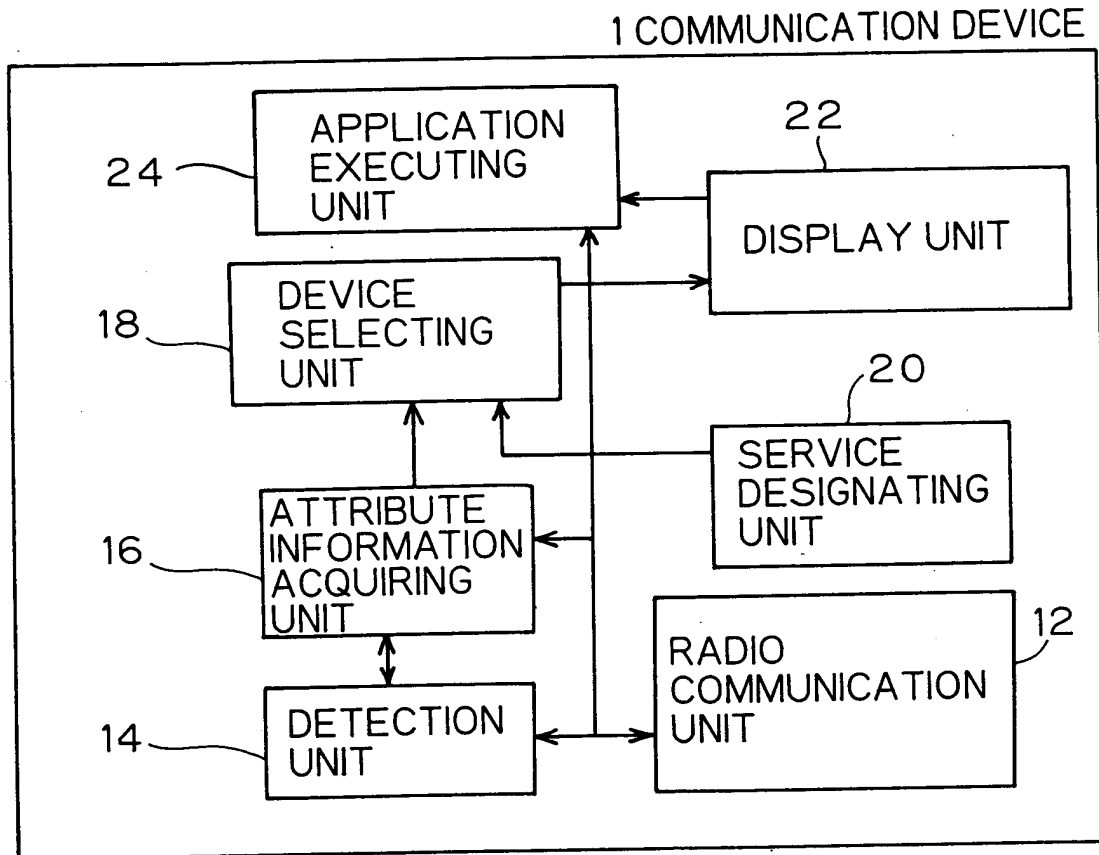 1 COMMUNICATION DEVICE
24
APPLICATION
EXECUTING
UNIT
22
DISPLAY UNIT
18
DEVICE
SELECTING
UNIT
20
SERVICE
DESIGNATING
UNIT
16
ATTRIBUTE
INFORMATION
ACQUIRING
UNIT
12
RADIO
COMMUNICATION
UNIT
14
DETECTION
UNIT